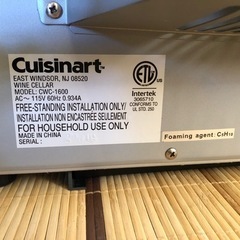 Cuisinart
EAST WINDSOR, NJ 08520
WINE CELLAR
MODEL: CWC-1600
AC ~ 115V 60Hz 0.934A
FREE-STANDING INSTALLATION ONLY/
INSTALLATION NON ENCASTRÉE SEULEMENT
FOR HOUSEHOLD USE ONLY
MADE IN CHINA
SERIAL:
ETL
Intertek
3065710
CONFORMS TO
UL STD. 250
Foaming agent: C5H10